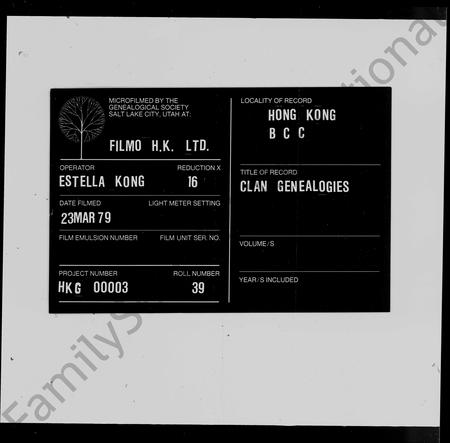 MICROFILMED BY THE
GENEALOGICAL SOCIETY
SALT LAKE CITY, UTAH AT:
FILMO H.K. LTD.
OPERATOR REDUCTION X
ESTELLA KONG 16
DATE FILMED LIGHT METER SETTING
23MAR79
FILM EMULSION NUMBER FILM UNIT SER. NO.
PROJECT NUMBER ROLL NUMBER
HKG 00003 39
LOCALITY OF RECORD
HONG KONG
B C C
TITLE OF RECORD
CLAN GENEALOGIES
VOLUME/S
YEAR/S INCLUDED
FamilyS